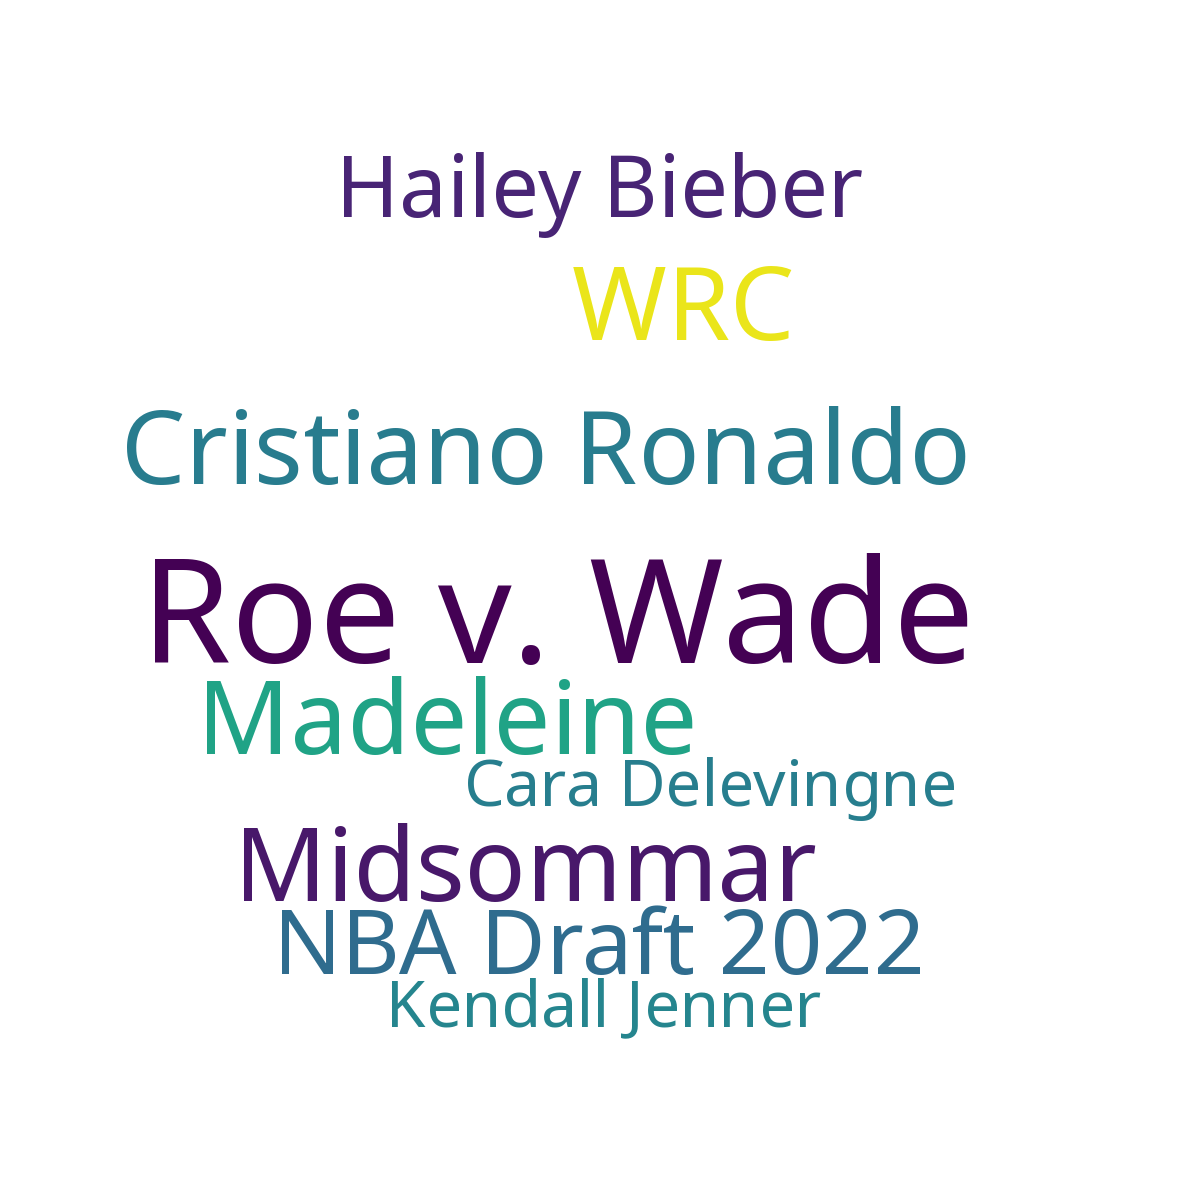 Hailey Bieber
WRC
Cristiano Ronaldo
Roe v. Wade
Madeleine
Cara Delevingne
Midsommar
NBA Draft 2022
Kendall Jenner